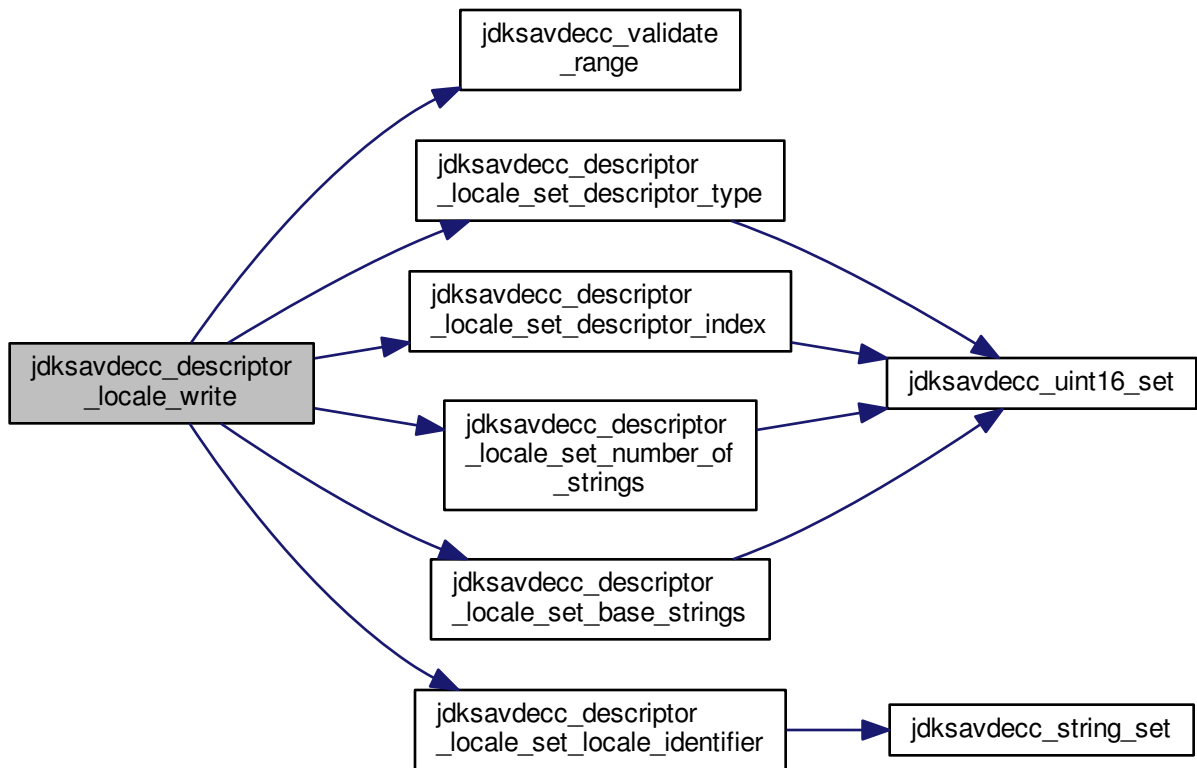 jdksavdecc_validate
_range
jdksavdecc_descriptor
_locale_set_descriptor_type
jdksavdecc_descriptor
_locale_set_descriptor_index
jdksavdecc_descriptor
_locale_write
jdksavdecc_uint16_set
jdksavdecc_descriptor
_locale_set_number_of
_strings
jdksavdecc_descriptor
_locale_set_base_strings
jdksavdecc_descriptor
_locale_set_locale_identifier
jdksavdecc_string_set